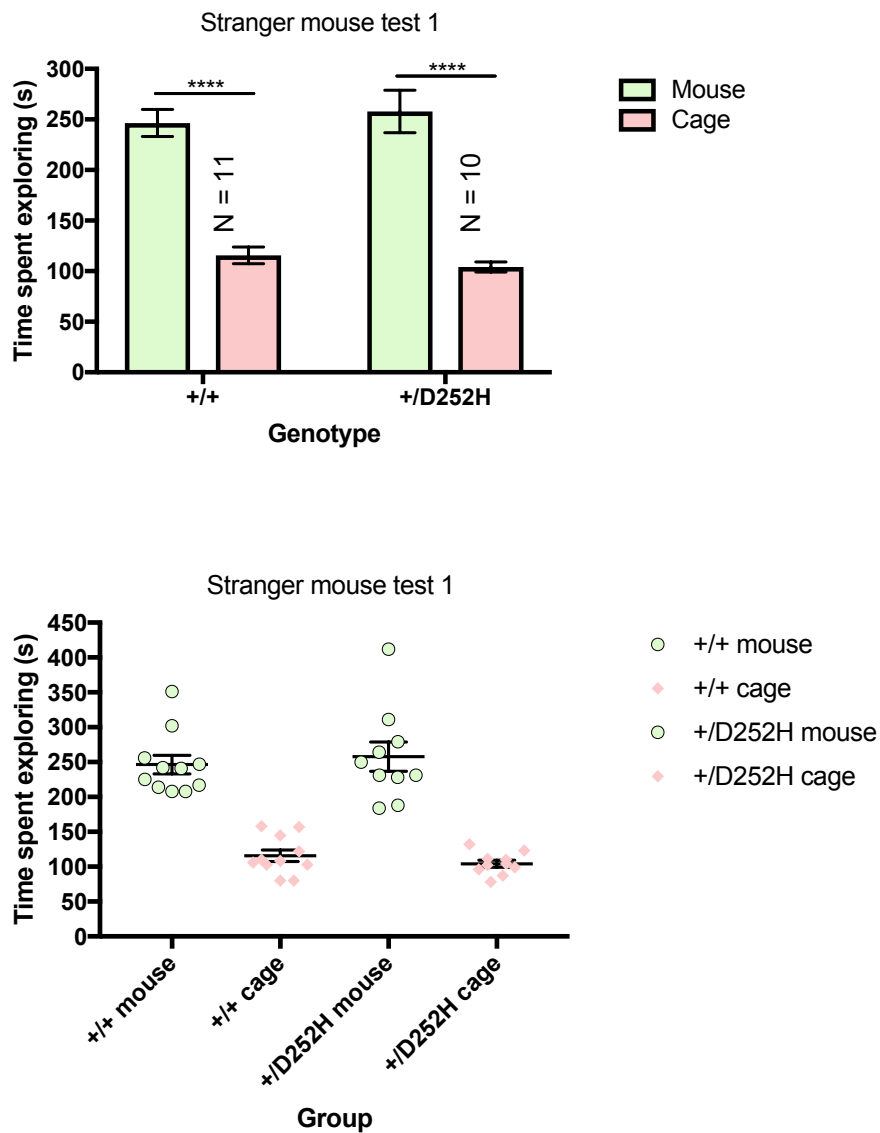 Stranger mouse test 1
Time spent exploring (s)
300
250
200
150
100
50
0
****
****
N = 11
N = 10
+/+
+/D252H
Genotype
Mouse
Cage
Stranger mouse test 1
Time spent exploring (s)
450
400
350
300
250
200
150
100
50
0
+/+ mouse
+/+ cage
+/D252H mouse
+/D252H cage
Group
+/+ mouse
+/+ cage
+/D252H mouse
+/D252H cage